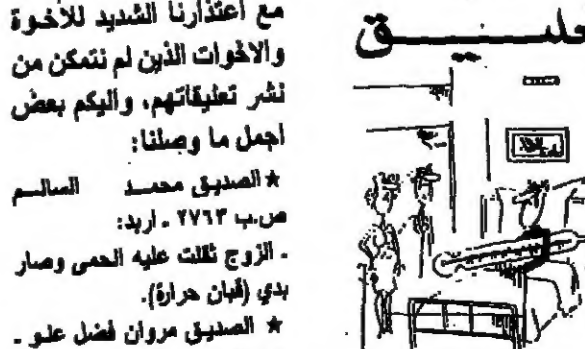 تعليق
مع اعتذارنا الشديد للأخوة
والاخوات الذين لم نتمكن من
نشر تعليقاتهم، واليكم بعض
اجمل ما وصلنا:
★ الصديق محمد السالم
ص.ب ٢٧٦٣ ـ اربد:
ـ الزوج ثقلت عليه الحمى وصار
بدي (قبان حرارة).
★ الصديق مروان فضل علو ـ